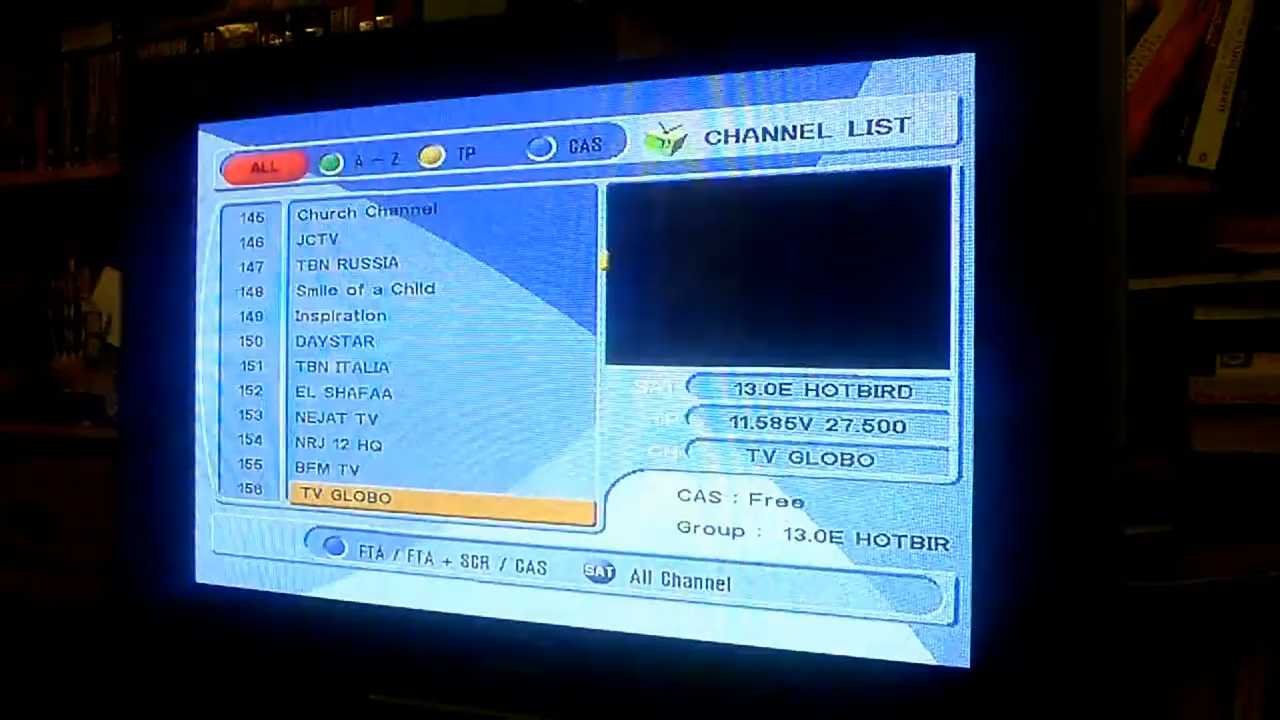 CHANNEL LIST
ALL A - Z TP CAS
145 Church Channel
146 JCTV
147 TBN RUSSIA
148 Smile of a Child
149 Inspiration
150 DAYSTAR
151 TBN ITALIA
152 EL SHAFAA
153 NEJAT TV
154 NRJ 12 HQ
155 BFM TV
156 TV GLOBO
SAT 13.0E HOTBIRD
TP 11.585V 27.500
CH TV GLOBO
CAS : Free
Group : 13.0E HOTBIR
FTA / FTA + SCR / CAS SAT All Channel